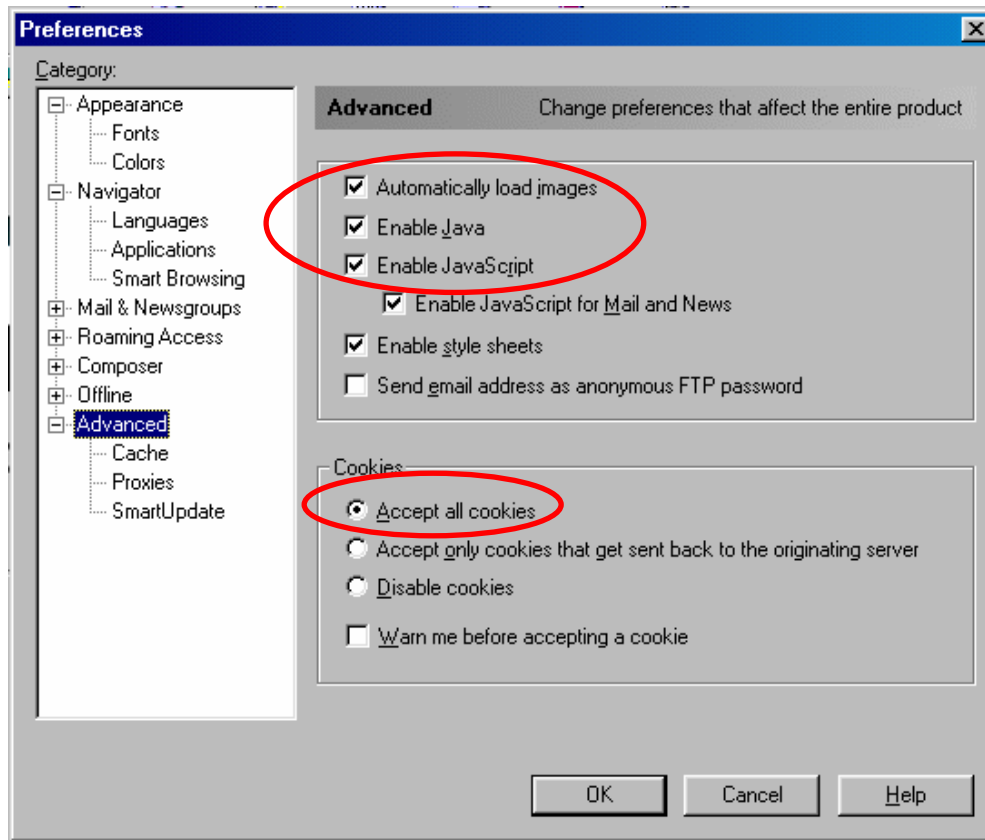 Preferences
Category:
Appearance
Fonts
Colors
Navigator
Languages
Applications
Smart Browsing
Mail & Newsgroups
Roaming Access
Composer
Offline
Advanced
Cache
Proxies
SmartUpdate
Advanced Change preferences that affect the entire product
Automatically load images
Enable Java
Enable JavaScript
Enable JavaScript for Mail and News
Enable style sheets
Send email address as anonymous FTP password
Cookies
Accept all cookies
Accept only cookies that get sent back to the originating server
Disable cookies
Warn me before accepting a cookie
OK Cancel Help